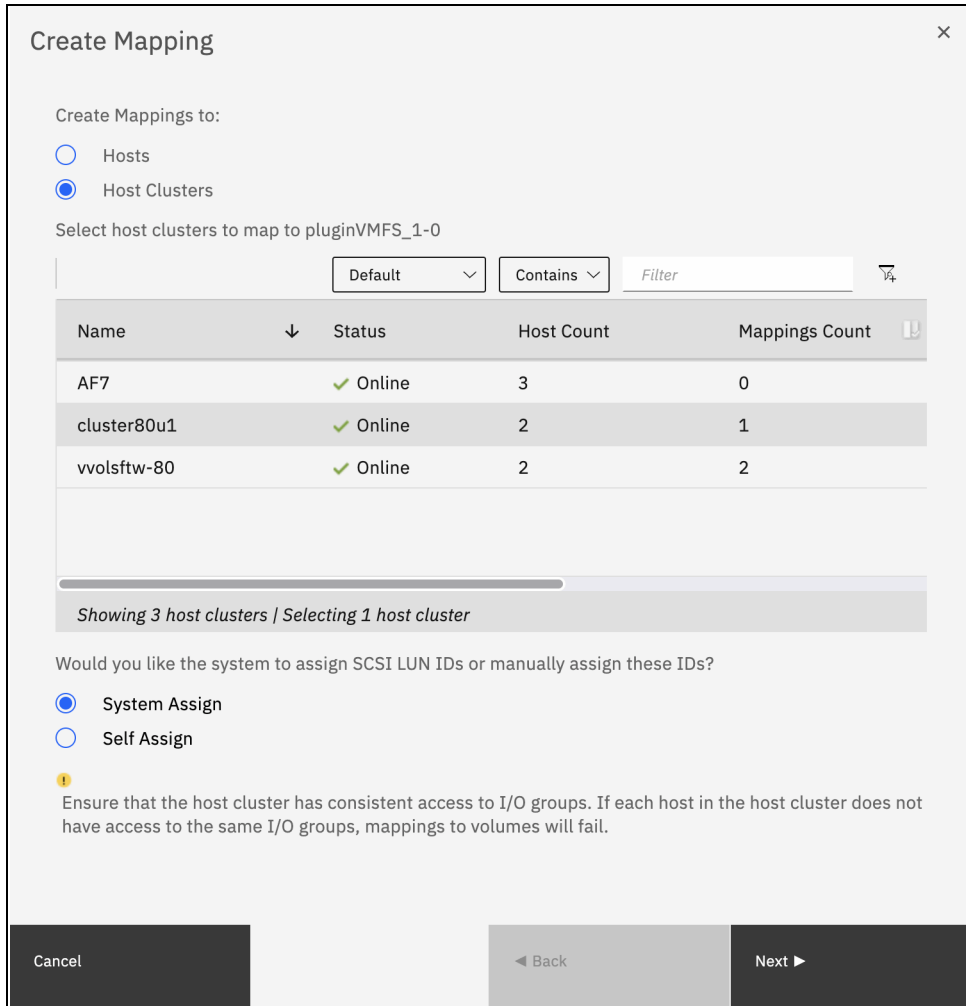 Create Mapping
Create Mappings to:
Hosts
Host Clusters
Select host clusters to map to pluginVMFS_1-0
Default Contains Filter
Name Status Host Count Mappings Count
AF7 Online 3 0
cluster80u1 Online 2 1
vvolsftw-80 Online 2 2
Showing 3 host clusters | Selecting 1 host cluster
Would you like the system to assign SCSI LUN IDs or manually assign these IDs?
System Assign
Self Assign
Ensure that the host cluster has consistent access to I/O groups. If each host in the host cluster does not
have access to the same I/O groups, mappings to volumes will fail.
Cancel Back Next